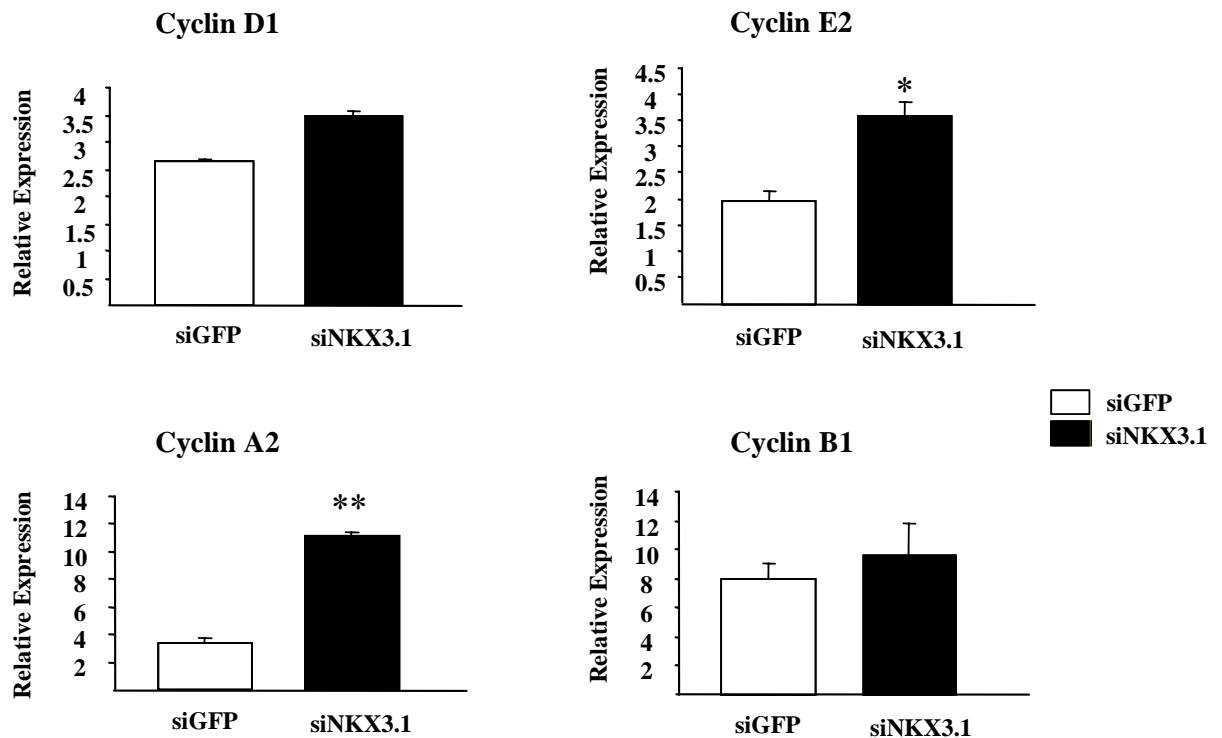 Cyclin D1
Relative Expression
4
3.5
3
2.5
2
1.5
1
0.5
siGFP siNKX3.1
Cyclin E2
Relative Expression
4.5
4
3.5
3
2.5
2
1.5
1
0.5
*
siGFP siNKX3.1
siGFP
siNKX3.1
Cyclin A2
Relative Expression
14
12
10
8
6
4
2
**
siGFP siNKX3.1
Cyclin B1
Relative Expression
14
12
10
8
6
4
2
siGFP siNKX3.1